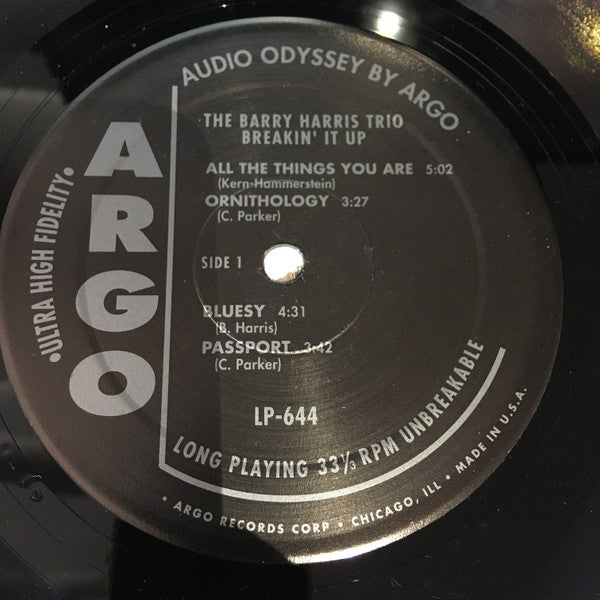 AUDIO ODYSSEY BY ARGO
•ULTRA HIGH FIDELITY•
ARGO
THE BARRY HARRIS TRIO
BREAKIN' IT UP
ALL THE THINGS YOU ARE 5:02
(Kern-Hammerstein)
ORNITHOLOGY 3:27
(C. Parker)
SIDE 1
BLUESY 4:31
(B. Harris)
PASSPORT 3:42
(C. Parker)
LP-644
LONG PLAYING 33⅓ RPM UNBREAKABLE
• ARGO RECORDS CORP • CHICAGO, ILL • MADE IN U.S.A.